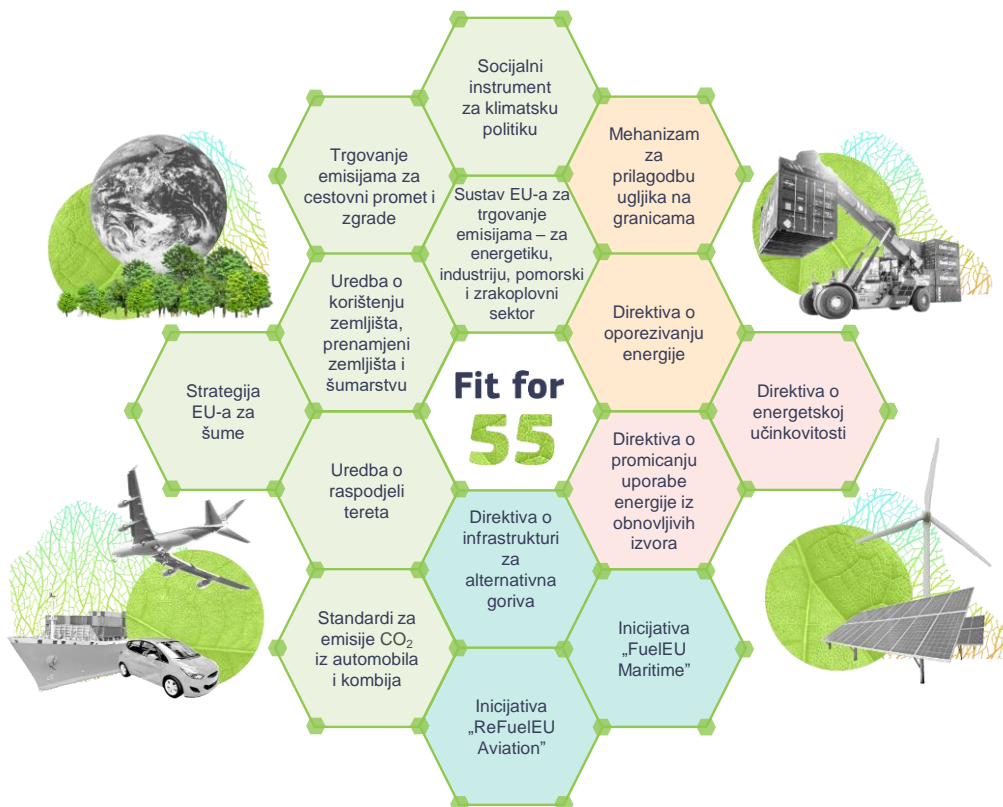 Socijalni
instrument
za klimatsku
politiku
Trgovanje
emisijama za
cestovni promet i
zgrade
Mehanizam
za
prilagodbu
ugljika na
granicama
Sustav EU-a za
trgovanje
emisijama – za
energetiku,
industriju, pomorski
i zrakoplovni
sektor
Uredba o
korištenju
zemljišta,
prenamjeni
zemljišta i
šumarstvu
Direktiva o
oporezivanju
energije
Strategija
EU-a za
šume
Fit for
55
Direktiva o
energetskoj
učinkovitosti
Uredba o
raspodjeli
tereta
Direktiva o
promicanju
uporabe
energije iz
obnovljivih
izvora
Direktiva o
infrastrukturi
za
alternativna
goriva
Standardi za
emisije CO₂
iz automobila
i kombija
Inicijativa
„FuelEU
Maritime”
Inicijativa
„ReFuelEU
Aviation”